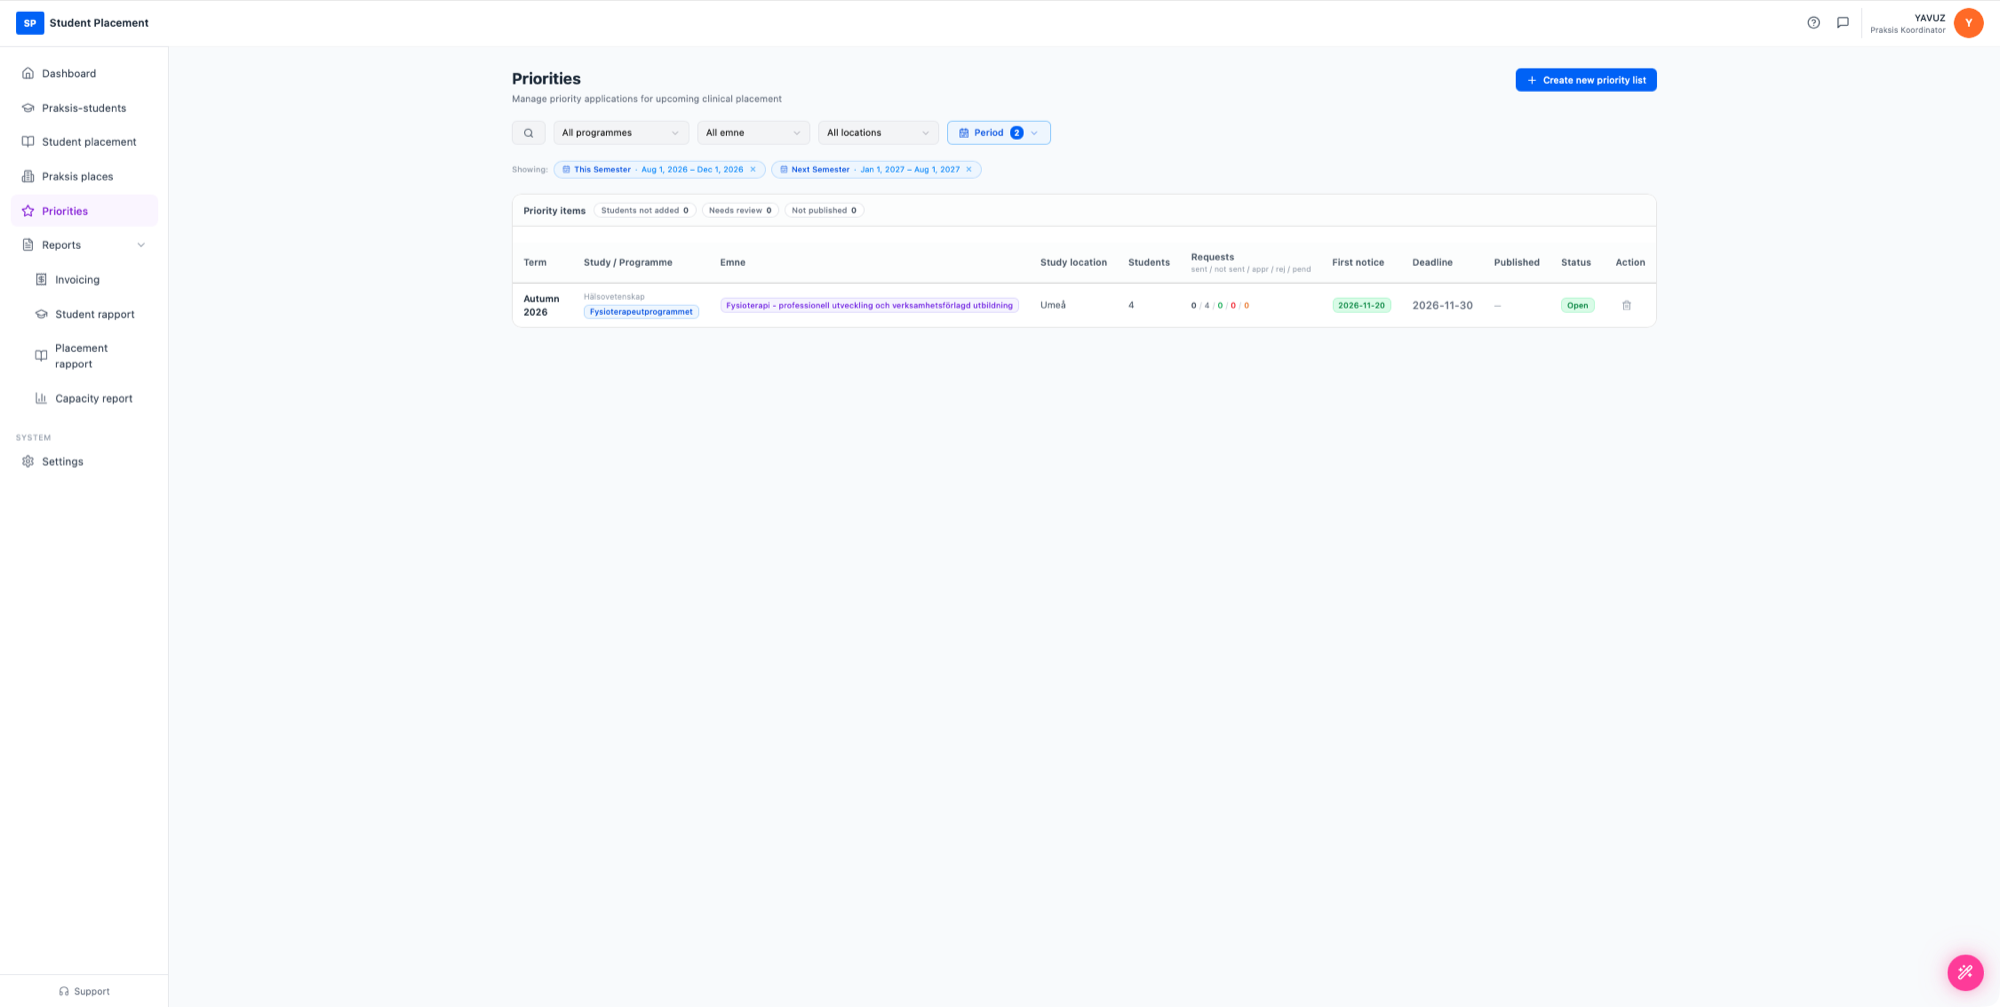 SP Student Placement
YAVUZ
Praksis Koordinator
Y
Dashboard
Praksis-students
Student placement
Praksis places
Priorities
Reports
Invoicing
Student rapport
Placement
rapport
Capacity report
SYSTEM
Settings
Support
Priorities
Manage priority applications for upcoming clinical placement
+ Create new priority list
All programmes
All emne
All locations
Period 2
Showing: This Semester · Aug 1, 2026 – Dec 1, 2026 × Next Semester · Jan 1, 2027 – Aug 1, 2027 ×
Priority items Students not added 0 Needs review 0 Not published 0
Term Study / Programme Emne Study location Students Requests First notice Deadline Published Status Action
sent / not sent / appr / rej / pend
Autumn
2026
Hälsovetenskap
Fysioterapeutprogrammet
Fysioterapi - professionell utveckling och verksamhetsförlagd utbildning
Umeå
4
0 / 4 / 0 / 0 / 0
2026-11-20
2026-11-30
—
Open